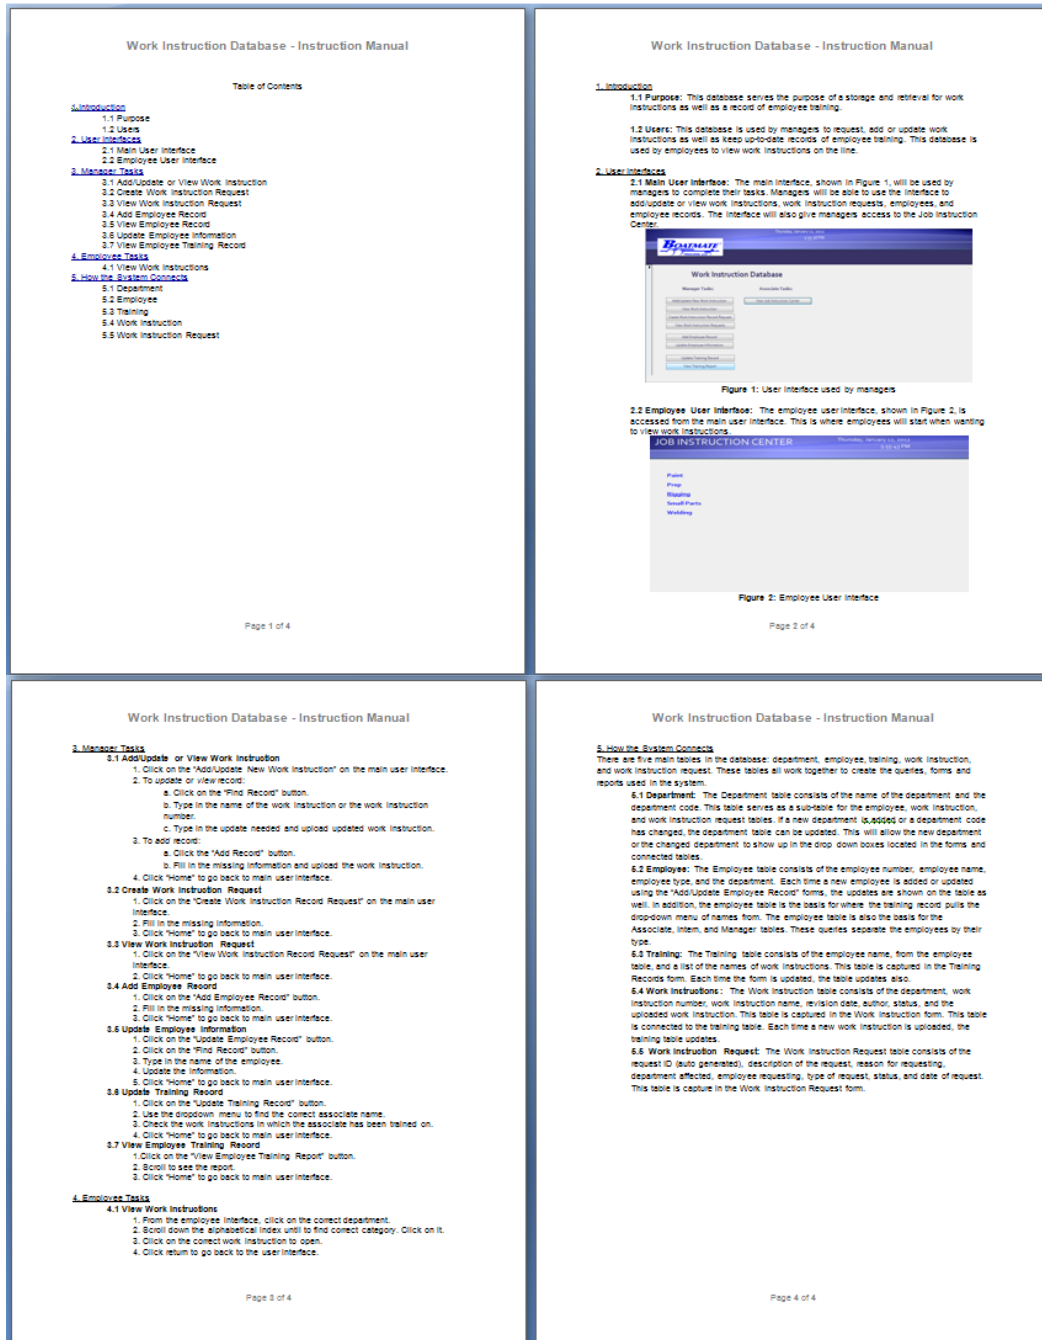 Work Instruction Database - Instruction Manual
Table of Contents
1.Introduction
1.1 Purpose
1.2 Users
2. User Interfaces
2.1 Main User Interface
2.2 Employee User Interface
3. Manager Tasks
3.1 Add/Update or View Work Instruction
3.2 Create Work Instruction Request
3.3 View Work Instruction Request
3.4 Add Employee Record
3.5 View Employee Record
3.6 Update Employee Information
3.7 View Employee Training Record
4. Employee Tasks
4.1 View Work Instructions
5. How the System Connects
5.1 Department
5.2 Employee
5.3 Training
5.4 Work Instruction
5.5 Work Instruction Request
Page 1 of 4
Work Instruction Database - Instruction Manual
1. Introduction
1.1 Purpose: This database serves the purpose of a storage and retrieval for work
instructions as well as a record of employee training.
1.2 Users: This database is used by managers to request, add or update work
instructions as well as keep up-to-date records of employee training. This database is
used by employees to view work instructions on the line.
2. User Interfaces
2.1 Main User Interface: The main interface, shown in Figure 1, will be used by
managers to complete their tasks. Managers will be able to use the interface to
add/update or view work instructions, work instruction requests, employees, and
employee records. The interface will also give managers access to the Job Instruction
Center.
BOATMATE
Work Instruction Database
Manager Tasks:
Associate Tasks:
Add/Update New Work Instruction
View Job Instruction Center
View Work Instruction
Create Work Instruction Record Request
View Work Instruction Requests
Add Employee Record
Update Employee Information
Update Training Record
View Training Report
Figure 1: User Interface used by managers
2.2 Employee User Interface: The employee user interface, shown in Figure 2, is
accessed from the main user interface. This is where employees will start when wanting
to view work instructions.
JOB INSTRUCTION CENTER
Thursday, January 12, 2012
Paint
Prep
Rigging
Small Parts
Welding
Figure 2: Employee User Interface
Page 2 of 4
Work Instruction Database - Instruction Manual
3. Manager Tasks
3.1 Add/Update or View Work Instruction
1. Click on the "Add/Update New Work Instruction" on the main user interface.
2. To update or view record:
a. Click on the "Find Record" button.
b. Type in the name of the work instruction or the work instruction
number.
c. Type in the update needed and upload updated work instruction.
3. To add record:
a. Click the "Add Record" button.
b. Fill in the missing information and upload the work instruction.
4. Click "Home" to go back to main user interface.
3.2 Create Work Instruction Request
1. Click on the "Create Work Instruction Record Request" on the main user
interface.
2. Fill in the missing information.
3. Click "Home" to go back to main user interface.
3.3 View Work Instruction Request
1. Click on the "View Work Instruction Record Request" on the main user
interface.
2. Click "Home" to go back to main user interface.
3.4 Add Employee Record
1. Click on the "Add Employee Record" button.
2. Fill in the missing information.
3. Click "Home" to go back to main user interface.
3.5 Update Employee Information
1. Click on the "Update Employee Record" button.
2. Click on the "Find Record" button.
3. Type in the name of the employee.
4. Update the information.
5. Click "Home" to go back to main user interface.
3.6 Update Training Record
1. Click on the "Update Training Record" button.
2. Use the dropdown menu to find the correct associate name.
3. Check the work instructions in which the associate has been trained on.
4. Click "Home" to go back to main user interface.
3.7 View Employee Training Record
1.Click on the "View Employee Training Report" button.
2. Scroll to see the report.
3. Click "Home" to go back to main user interface.
4. Employee Tasks
4.1 View Work Instructions
1. From the employee interface, click on the correct department.
2. Scroll down the alphabetical index until to find correct category. Click on it.
3. Click on the correct work instruction to open.
4. Click return to go back to the user interface.
Page 3 of 4
Work Instruction Database - Instruction Manual
5. How the System Connects
There are five main tables in the database: department, employee, training, work instruction,
and work instruction request. These tables all work together to create the queries, forms and
reports used in the system.
5.1 Department: The Department table consists of the name of the department and the
department code. This table serves as a sub-table for the employee, work instruction,
and work instruction request tables. If a new department is added or a department code
has changed, the department table can be updated. This will allow the new department
or the changed department to show up in the drop down boxes located in the forms and
connected tables.
5.2 Employee: The Employee table consists of the employee number, employee name,
employee type, and the department. Each time a new employee is added or updated
using the "Add/Update Employee Record" forms, the updates are shown on the table as
well. In addition, the employee table is the basis for where the training record pulls the
drop-down menu of names from. The employee table is also the basis for the
Associate, Intern, and Manager tables. These queries separate the employees by their
type.
5.3 Training: The Training table consists of the employee name, from the employee
table, and a list of the names of work instructions. This table is captured in the Training
Records form. Each time the form is updated, the table updates also.
5.4 Work Instructions: The Work Instruction table consists of the department, work
instruction number, work instruction name, revision date, author, status, and the
uploaded work instruction. This table is captured in the Work Instruction form. This table
is connected to the training table. Each time a new work instruction is uploaded, the
training table updates.
5.5 Work Instruction Request: The Work Instruction Request table consists of the
request ID (auto generated), description of the request, reason for requesting,
department affected, employee requesting, type of request, status, and date of request.
This table is capture in the Work Instruction Request form.
Page 4 of 4